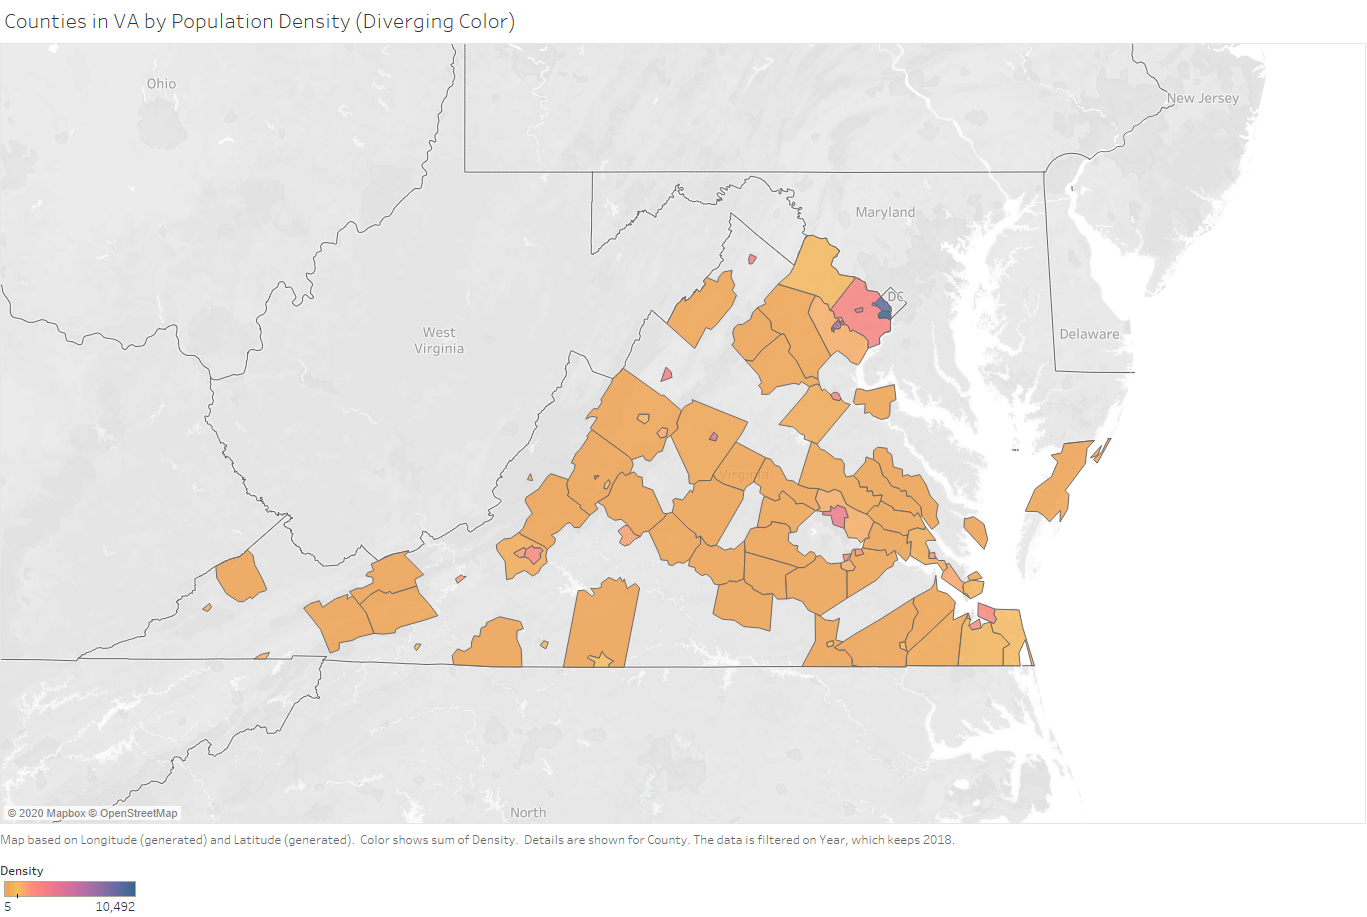 Counties in VA by Population Density (Diverging Color)
Ohio
New Jersey
Maryland
DC
West
Virginia
Delaware
Virginia
North
© 2020 Mapbox © OpenStreetMap
Map based on Longitude (generated) and Latitude (generated). Color shows sum of Density. Details are shown for County. The data is filtered on Year, which keeps 2018.
Density
5 10,492